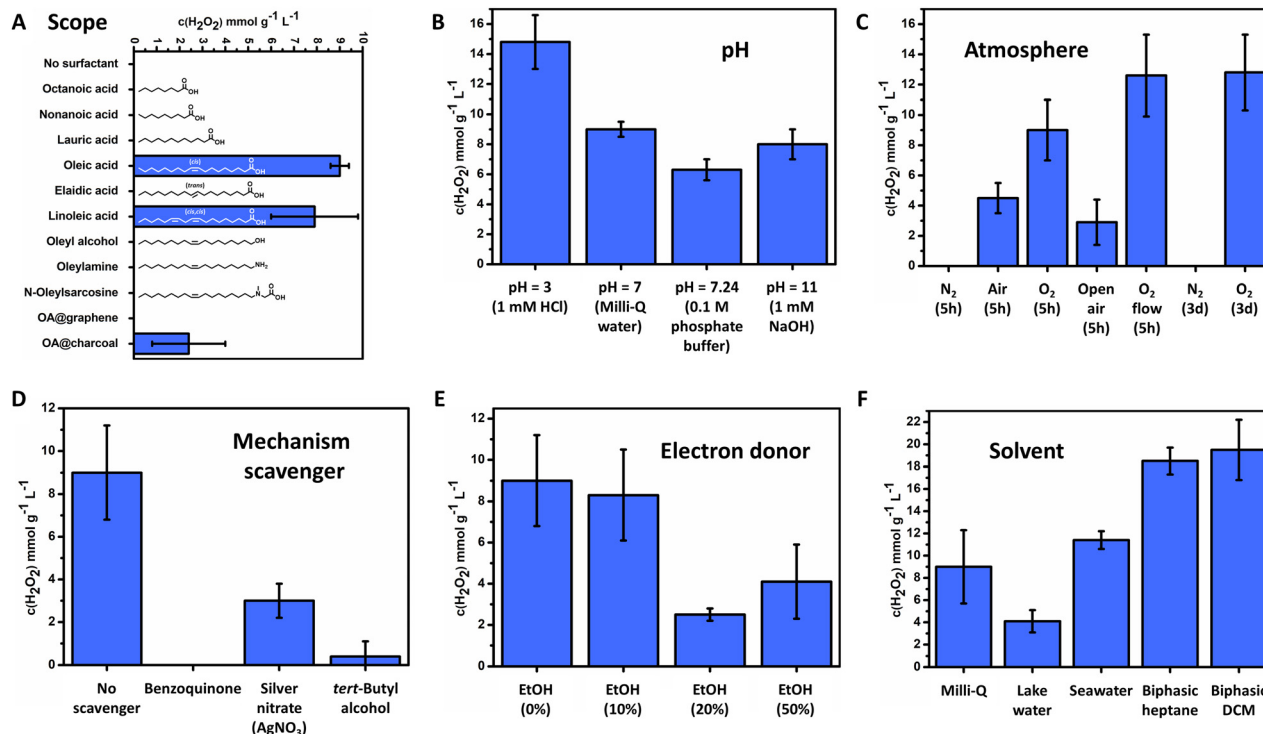 A Scope
c(H2O2) mmol g-1 L-1
0 1 2 3 4 5 6 7 8 9 10
No surfactant
Octanoic acid
O
OH
Nonanoic acid
O
OH
Lauric acid
O
OH
Oleic acid
(cis)
O
OH
Elaidic acid
(trans)
O
OH
Linoleic acid
(cis,cis)
O
OH
Oleyl alcohol
OH
Oleylamine
NH2
N-Oleylsarcosine
N
O
OH
OA@graphene
OA@charcoal
B
pH
c(H2O2) mmol g-1 L-1
16
14
12
10
8
6
4
2
0
pH = 3 pH = 7 pH = 7.24 pH = 11
(1 mM HCl) (Milli-Q (0.1 M (1 mM
water) phosphate NaOH)
buffer)
C
Atmosphere
c(H2O2) mmol g-1 L-1
16
14
12
10
8
6
4
2
0
N2 Air O2 Open O2 N2 O2
(5h) (5h) (5h) air flow (3d) (3d)
(5h) (5h)
D
Mechanism
scavenger
c(H2O2) mmol g-1 L-1
12
10
8
6
4
2
0
No Benzoquinone Silver tert-Butyl
scavenger nitrate alcohol
(AgNO3)
E
Electron donor
c(H2O2) mmol g-1 L-1
12
10
8
6
4
2
0
EtOH EtOH EtOH EtOH
(0%) (10%) (20%) (50%)
F
Solvent
c(H2O2) mmol g-1 L-1
22
20
18
16
14
12
10
8
6
4
2
0
Milli-Q Lake Seawater Biphasic Biphasic
water heptane DCM